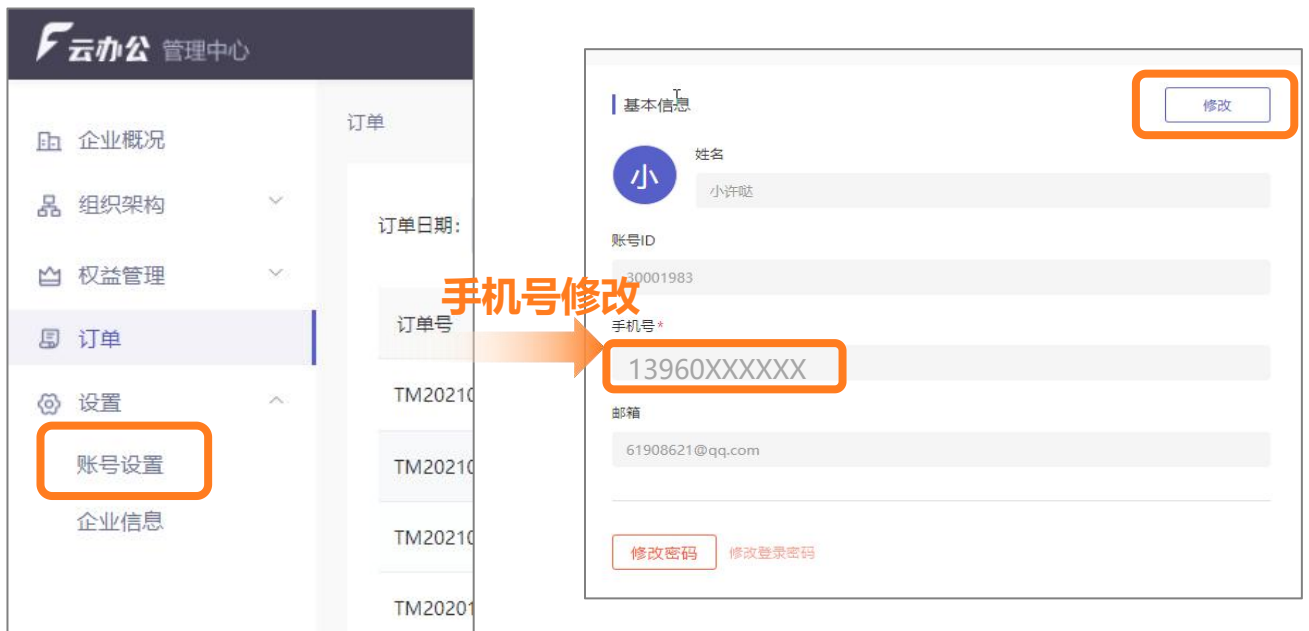 云办公 管理中心
企业概况
组织架构
权益管理
订单
设置
账号设置
企业信息
订单
订单日期:
订单号
TM20210
TM20210
TM20210
TM20201
手机号修改
基本信息
修改
小
姓名
小许哒
账号ID
30001983
手机号*
13960XXXXXX
邮箱
61908621@qq.com
修改密码 修改登录密码